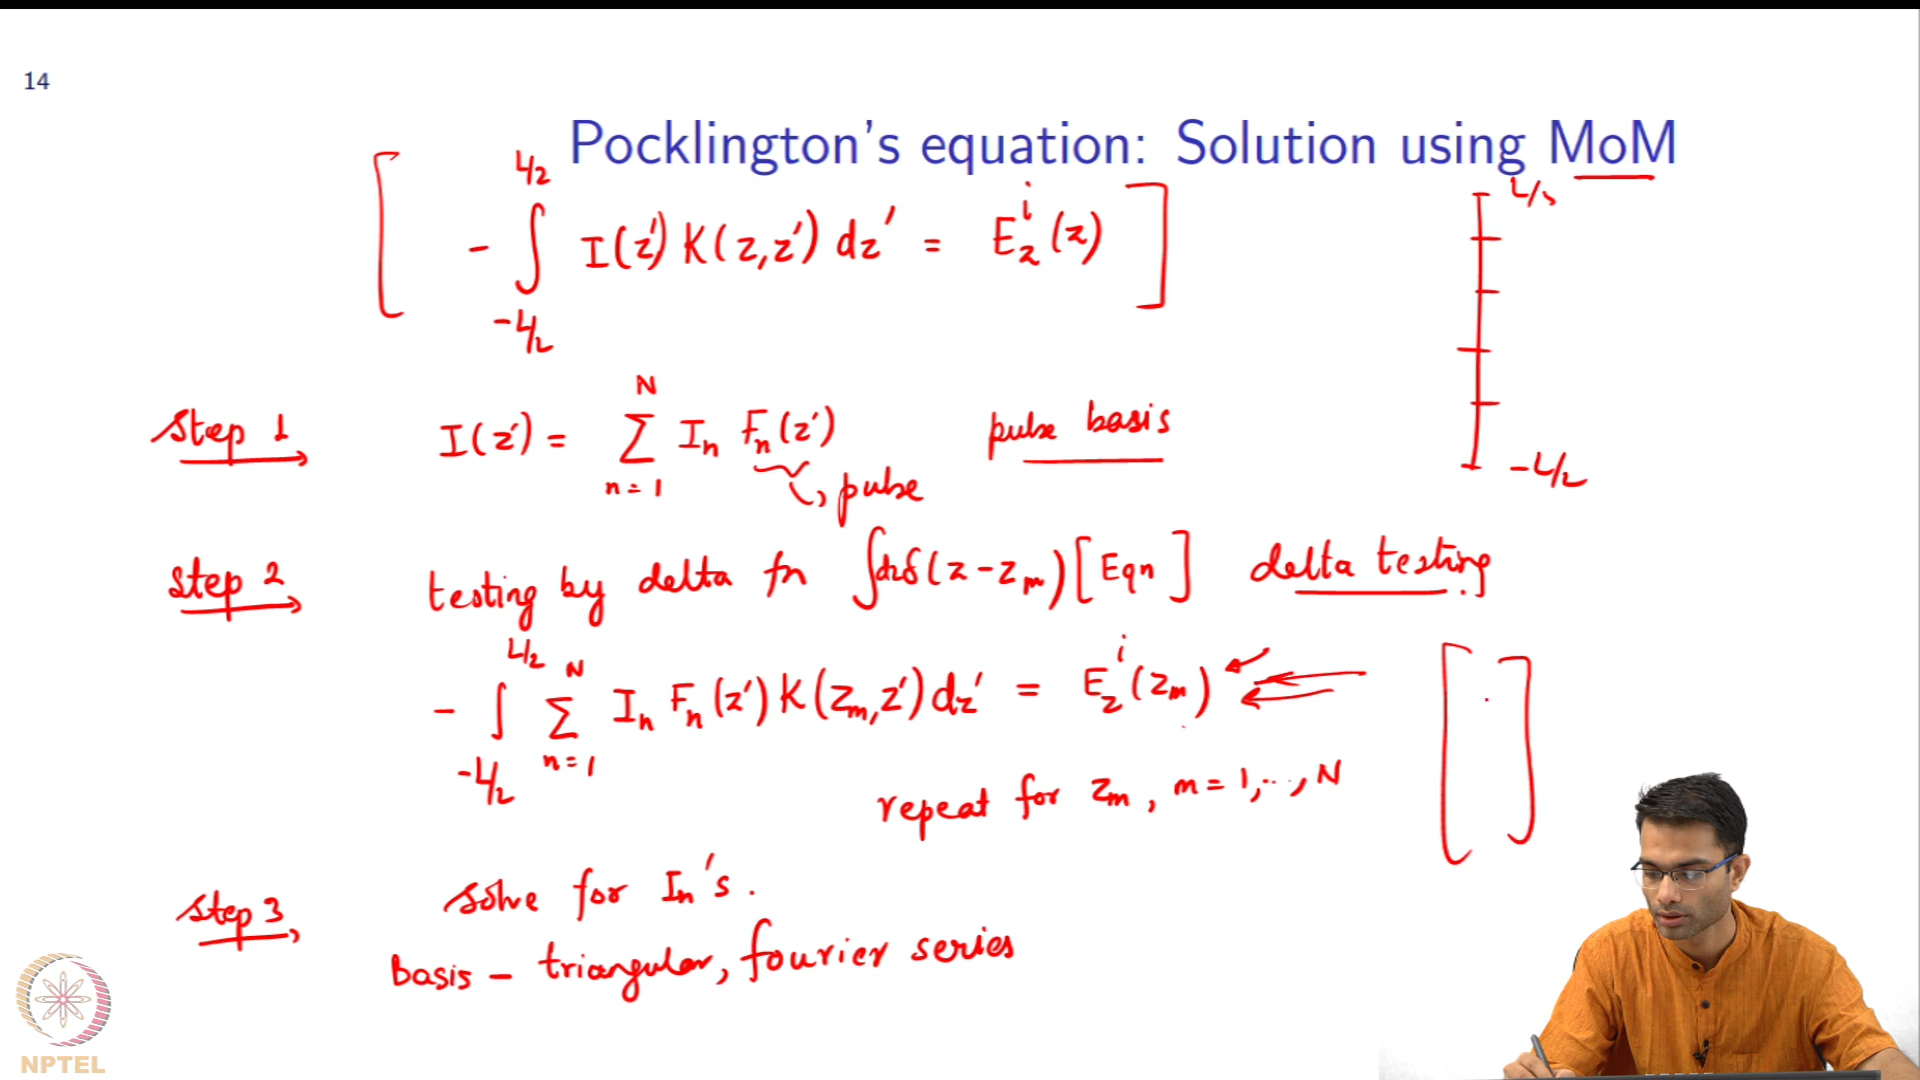 14
Pocklington's equation: Solution using MoM
[ - ∫_{-L/2}^{L/2} I(z') K(z,z') dz' = E_z^i (z) ]
L/2
-L/2
Step 1 I(z') = ∑_{n=1}^{N} I_n F_n(z') pulse basis
pulse
Step 2 testing by delta fn ∫dz δ(z-z_m) [Eqn] delta testing
- ∫_{-L/2}^{L/2} ∑_{n=1}^{N} I_n F_n(z') K(z_m,z') dz' = E_z^i (z_m)
repeat for z_m, m=1,..,N
Step 3 solve for I_n's.
basis - triangular, fourier series
NPTEL